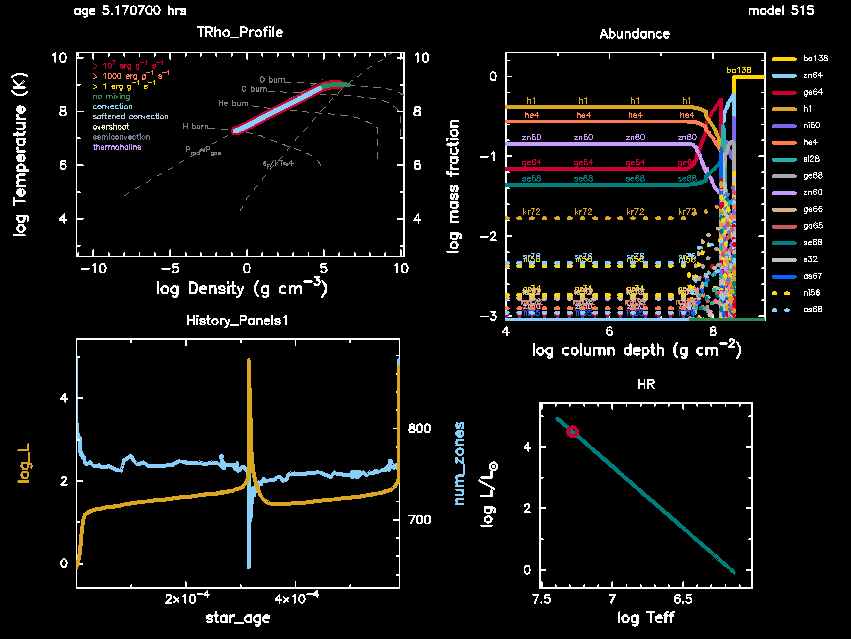 age 5.170700 hrs
model 515
TRho_Profile
log Temperature (K)
10
8
6
4
> 10⁷ erg g⁻¹ s⁻¹
> 1000 erg g⁻¹ s⁻¹
> 1 erg g⁻¹ s⁻¹
no mixing
convection
softened convection
overshoot
semiconvection
thermohaline
O burn
C burn
He burn
H burn
10
8
6
4
−10
−5
0
5
10
log Density (g cm⁻³)
Abundance
log mass fraction
0
−1
−2
−3
ba138
h1 h1 h1 h1
he4 he4 he4 he4
zn60 zn60 zn60 zn60
ge64 ge64 ge64
se68 se68 se68 se68
kr72 kr72 kr72 kr72
4
6
8
log column depth (g cm⁻²)
ba138
zn64
ge64
h1
ni60
he4
si28
ge68
zn60
ge66
ga65
se68
s32
as67
ni56
as68
History_Panels1
log_L
4
2
0
800
700
num_zones
2×10⁻⁴
4×10⁻⁴
star_age
HR
log L/L⊙
4
2
0
7.5
7
6.5
log Teff